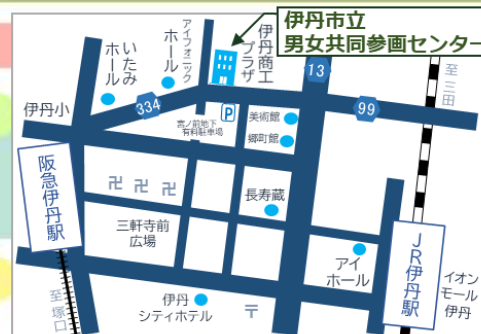 伊丹市立
男女共同参画センター
いたみ
ホール
アイフォニック
ホール
伊丹商工
プラザ
13
至三田
伊丹小
334
99
P
宮ノ前地下
有料駐車場
美術館
郷町館
阪急伊丹駅
卍 卍 卍
長寿蔵
三軒寺前
広場
アイ
ホール
JR伊丹駅
イオン
モール
伊丹
至塚口
伊丹
シティホテル
〒